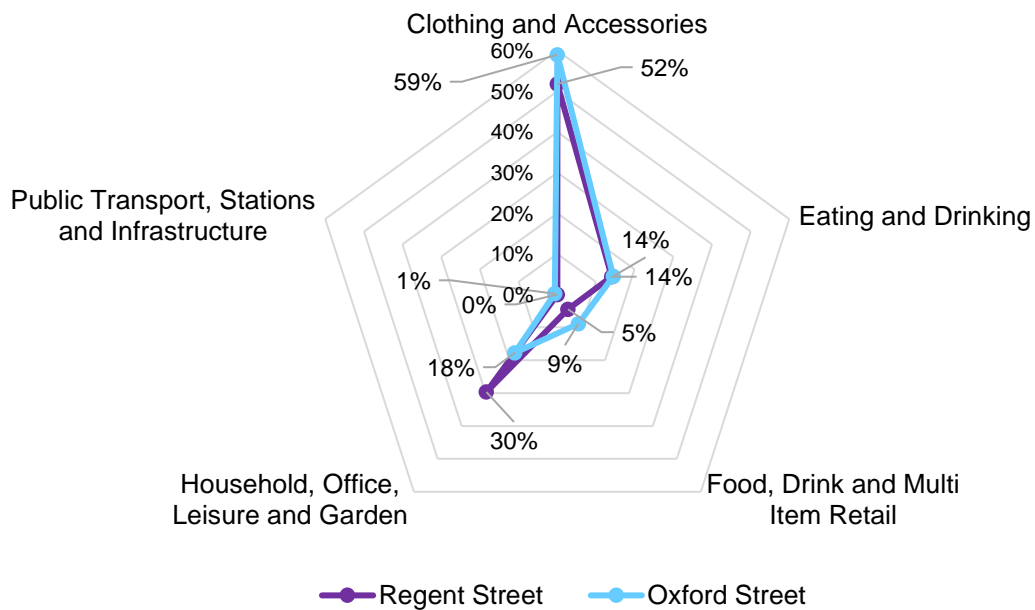 Clothing and Accessories
60%
59%
52%
50%
40%
30%
20%
10%
0%
Public Transport, Stations
and Infrastructure
Eating and Drinking
14%
14%
1%
0%
5%
9%
18%
30%
Household, Office,
Leisure and Garden
Food, Drink and Multi
Item Retail
Regent Street
Oxford Street